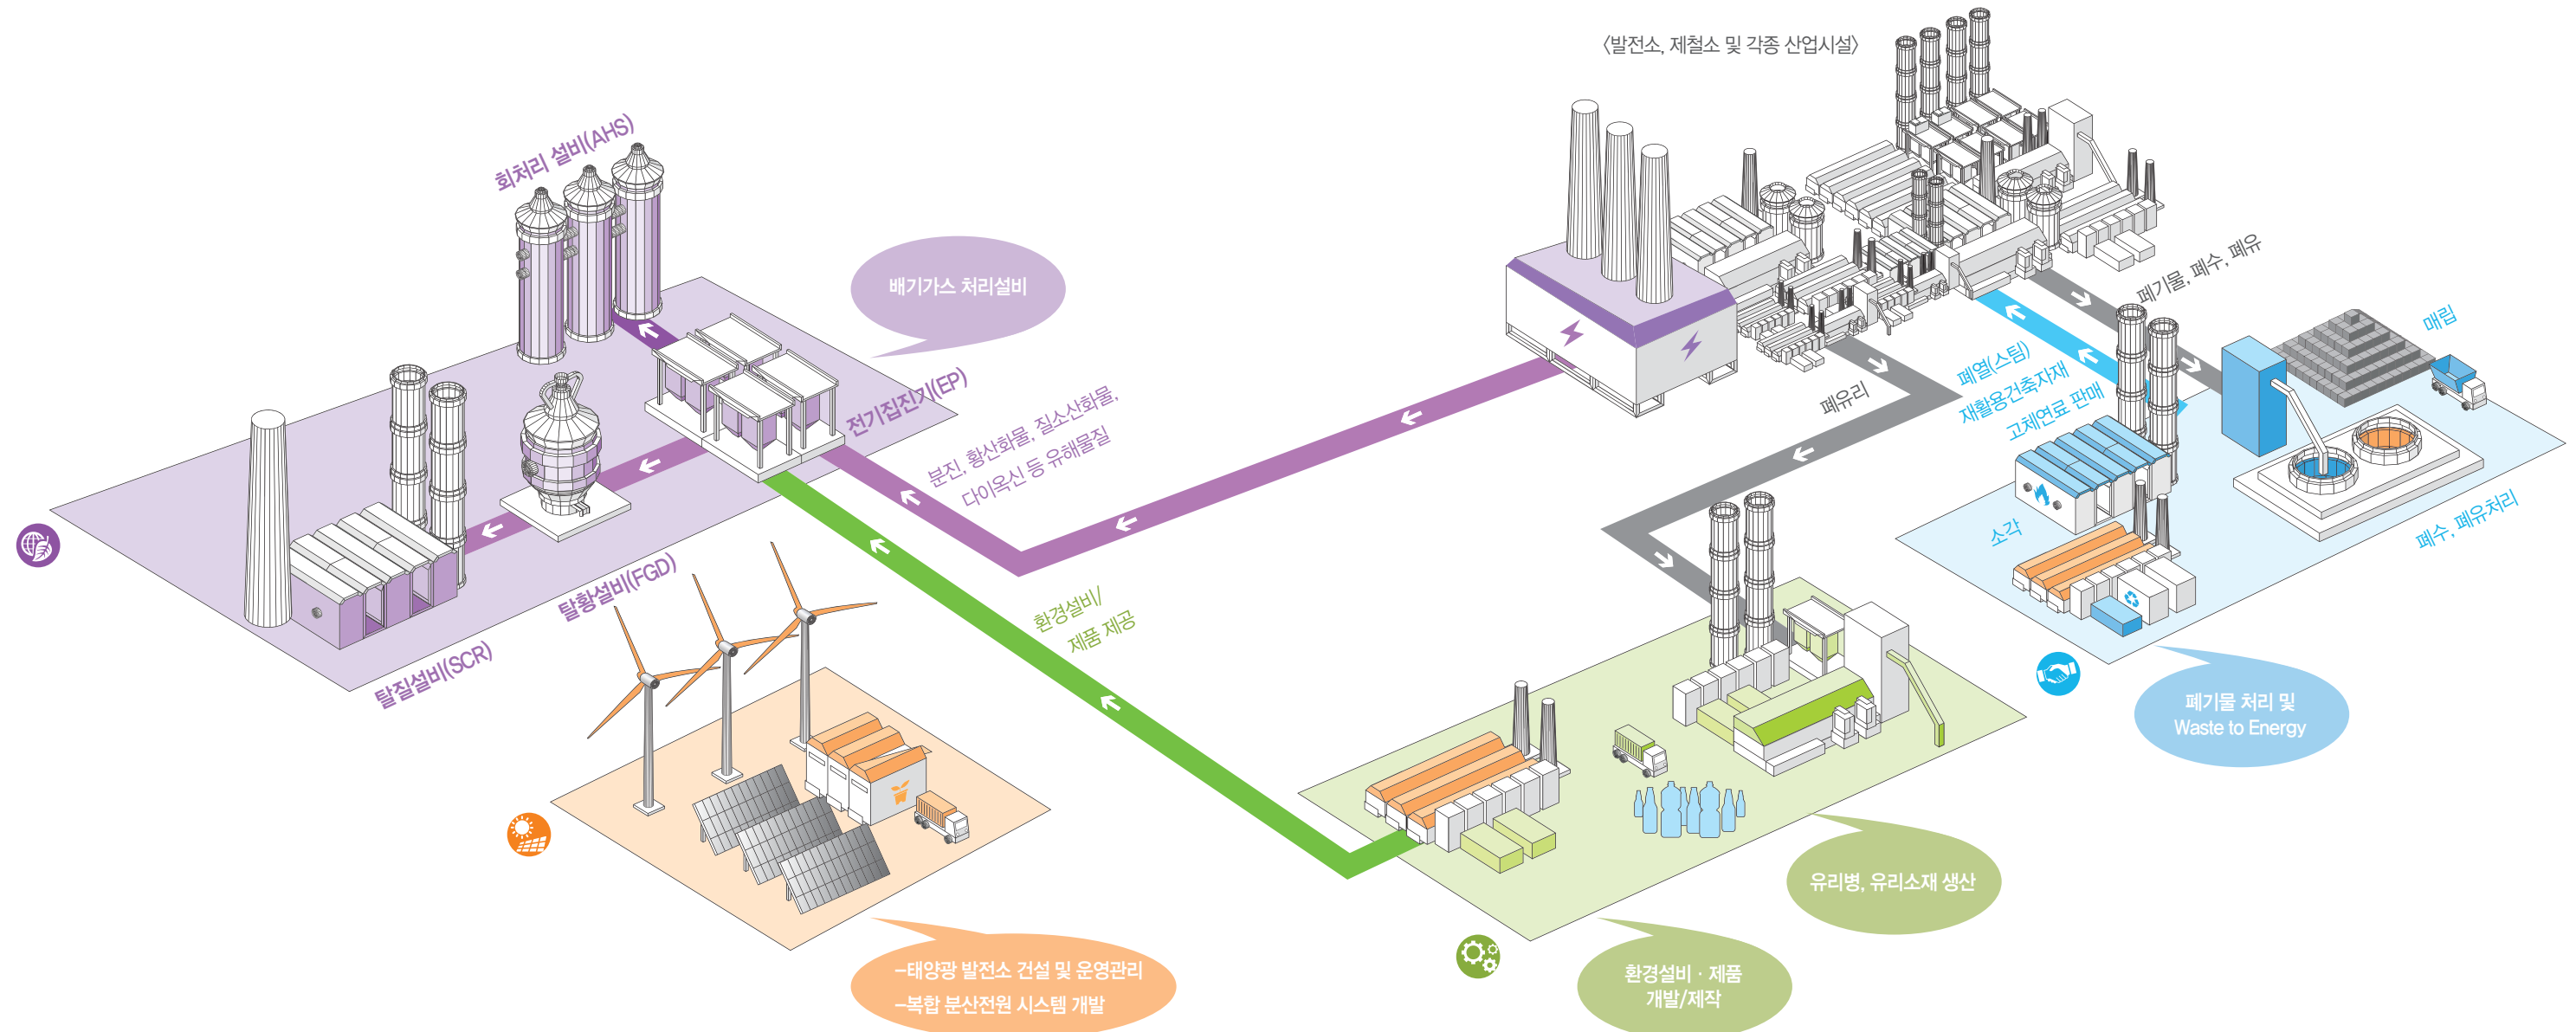 〈발전소, 제철소 및 각종 산업시설〉
회처리 설비(AHS)
배기가스 처리설비
전기집진기(EP)
분진, 황산화물, 질소산화물,
다이옥신 등 유해물질
탈황설비(FGD)
탈질설비(SCR)
환경설비/
제품 제공
폐유리
폐기물, 폐수, 폐유
매립
폐열(스팀)
재활용건축자재
고체연료 판매
소각
폐수, 폐유처리
폐기물 처리 및
Waste to Energy
유리병, 유리소재 생산
환경설비 · 제품
개발/제작
–태양광 발전소 건설 및 운영관리
–복합 분산전원 시스템 개발